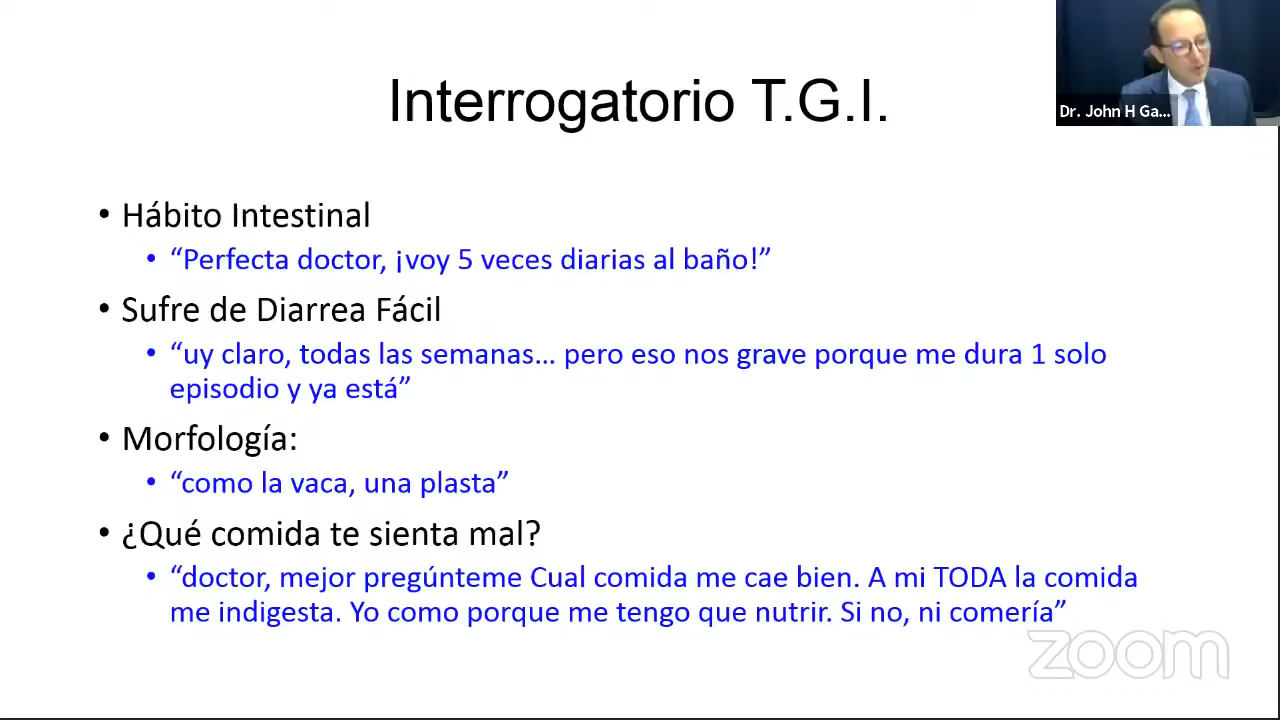 Interrogatorio T.G.I.
Dr. John H Ga...
• Hábito Intestinal
• “Perfecta doctor, ¡voy 5 veces diarias al baño!”
• Sufre de Diarrea Fácil
• “uy claro, todas las semanas… pero eso nos grave porque me dura 1 solo
episodio y ya está”
• Morfología:
• “como la vaca, una plasta”
• ¿Qué comida te sienta mal?
• “doctor, mejor pregúnteme Cual comida me cae bien. A mi TODA la comida
me indigesta. Yo como porque me tengo que nutrir. Si no, ni comería”
zoom